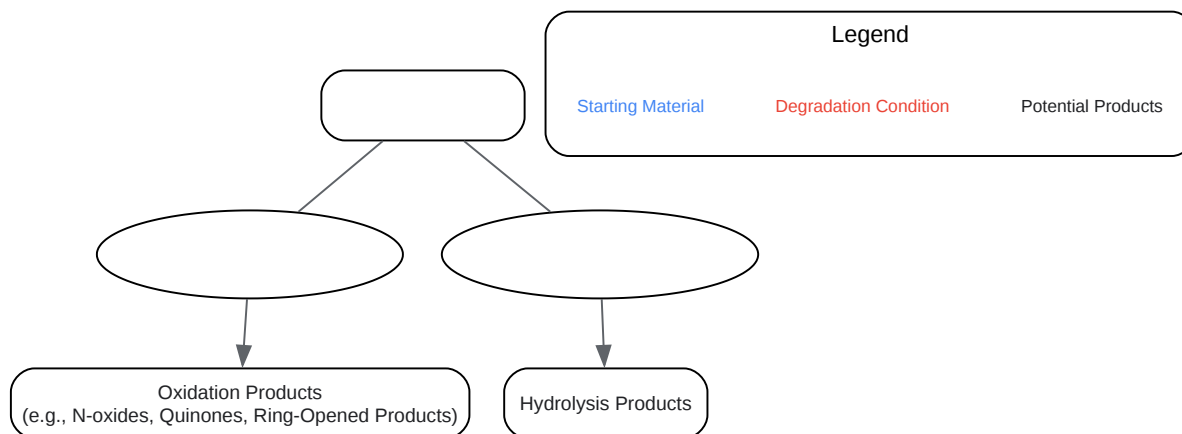 Legend
Starting Material
Degradation Condition
Potential Products
Oxidation Products
(e.g., N-oxides, Quinones, Ring-Opened Products)
Hydrolysis Products